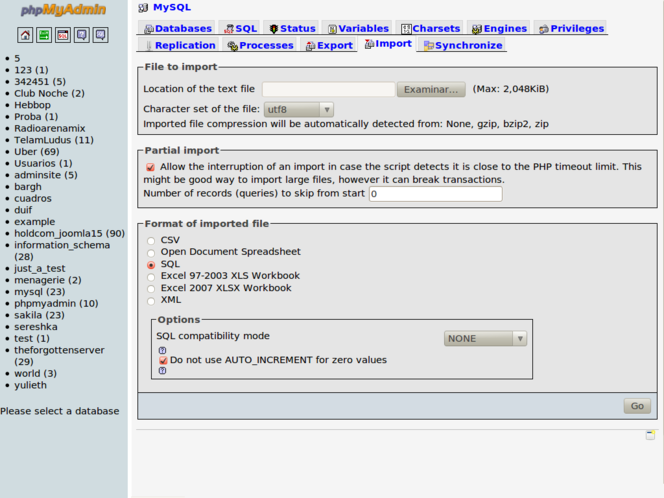 phpMyAdmin
5
123 (1)
342451 (5)
Club Noche (2)
Hebbop
Proba (1)
Radioarenamix
TelamLudus (11)
Uber (69)
Usuarios (1)
adminsite (5)
bargh
cuadros
duif
example
holdcom_joomla15 (90)
information_schema
(28)
just_a_test
menagerie (2)
mysql (23)
phpmyadmin (10)
sakila (23)
sereshka
test (1)
theforgottenserver
(29)
world (3)
yulieth
Please select a database
MySQL
Databases SQL Status Variables Charsets Engines Privileges
Replication Processes Export Import Synchronize
File to import
Location of the text file Examinar... (Max: 2,048KiB)
Character set of the file: utf8
Imported file compression will be automatically detected from: None, gzip, bzip2, zip
Partial import
Allow the interruption of an import in case the script detects it is close to the PHP timeout limit. This
might be good way to import large files, however it can break transactions.
Number of records (queries) to skip from start 0
Format of imported file
CSV
Open Document Spreadsheet
SQL
Excel 97-2003 XLS Workbook
Excel 2007 XLSX Workbook
XML
Options
SQL compatibility mode NONE
Do not use AUTO_INCREMENT for zero values
Go